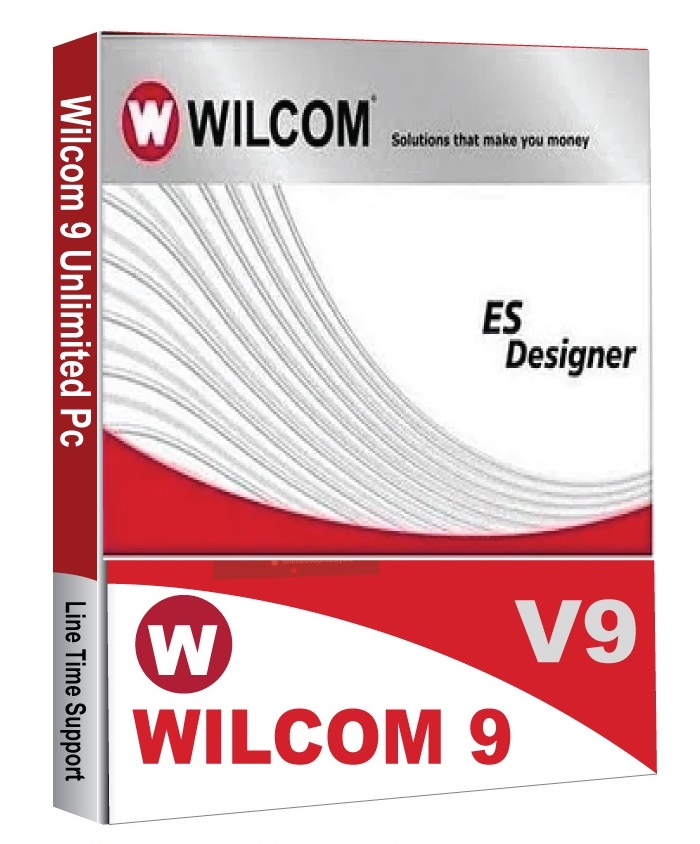 Wilcom 9 Unlimited Pc
Line Time Support
W WILCOM®
Solutions that make you money
ES
Designer
V9
W
WILCOM 9